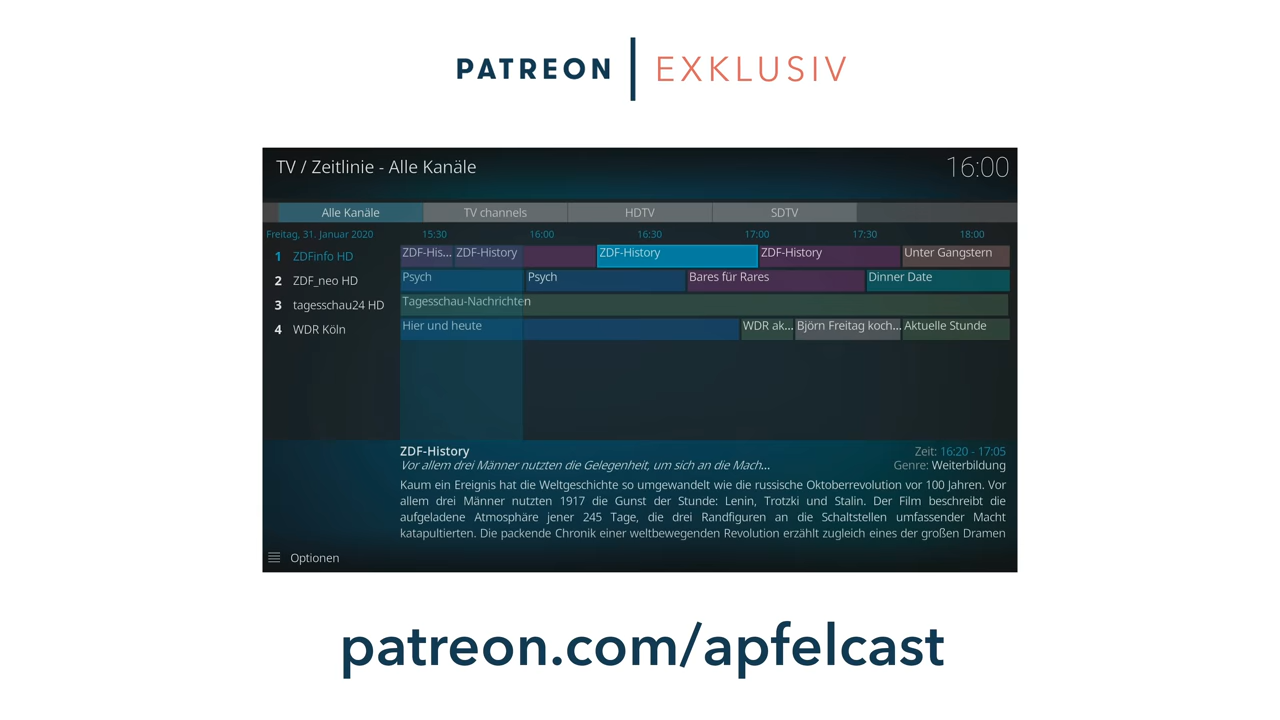 PATREON | EXKLUSIV
TV / Zeitlinie - Alle Kanäle 16:00
Alle Kanäle TV channels HDTV SDTV
Freitag, 31. Januar 2020 15:30 16:00 16:30 17:00 17:30 18:00
1 ZDFinfo HD ZDF-His... ZDF-History ZDF-History ZDF-History Unter Gangstern
2 ZDF_neo HD Psych Psych Bares für Rares Dinner Date
3 tagesschau24 HD Tagesschau-Nachrichten
4 WDR Köln Hier und heute WDR ak... Björn Freitag koch... Aktuelle Stunde
ZDF-History Zeit: 16:20 - 17:05
Vor allem drei Männer nutzten die Gelegenheit, um sich an die Mach... Genre: Weiterbildung
Kaum ein Ereignis hat die Weltgeschichte so umgewandelt wie die russische Oktoberrevolution vor 100 Jahren. Vor
allem drei Männer nutzten 1917 die Gunst der Stunde: Lenin, Trotzki und Stalin. Der Film beschreibt die
aufgeladene Atmosphäre jener 245 Tage, die drei Randfiguren an die Schaltstellen umfassender Macht
katapultierten. Die packende Chronik einer weltbewegenden Revolution erzählt zugleich eines der großen Dramen
Optionen
patreon.com/apfelcast